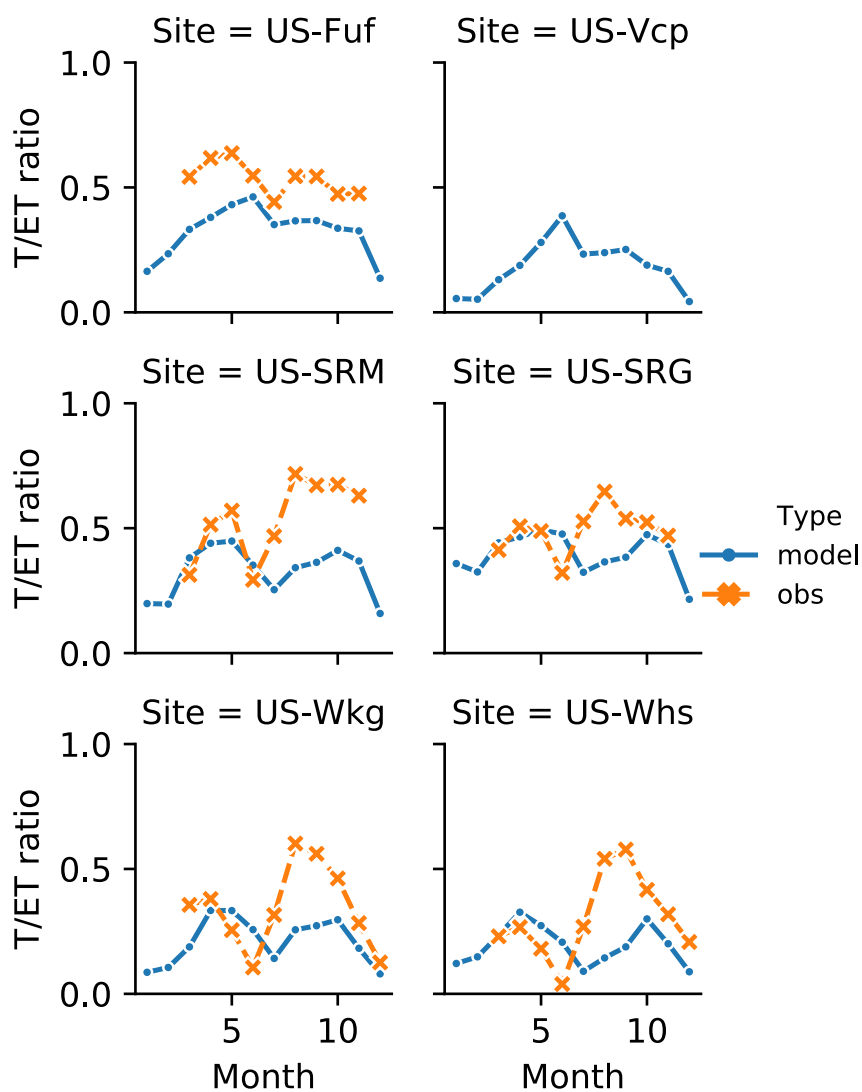 Site = US-Fuf
Site = US-Vcp
1.0
0.5
0.0
T/ET ratio
Site = US-SRM
Site = US-SRG
1.0
0.5
0.0
T/ET ratio
Type
model
obs
Site = US-Wkg
Site = US-Whs
1.0
0.5
0.0
T/ET ratio
5
10
5
10
Month
Month